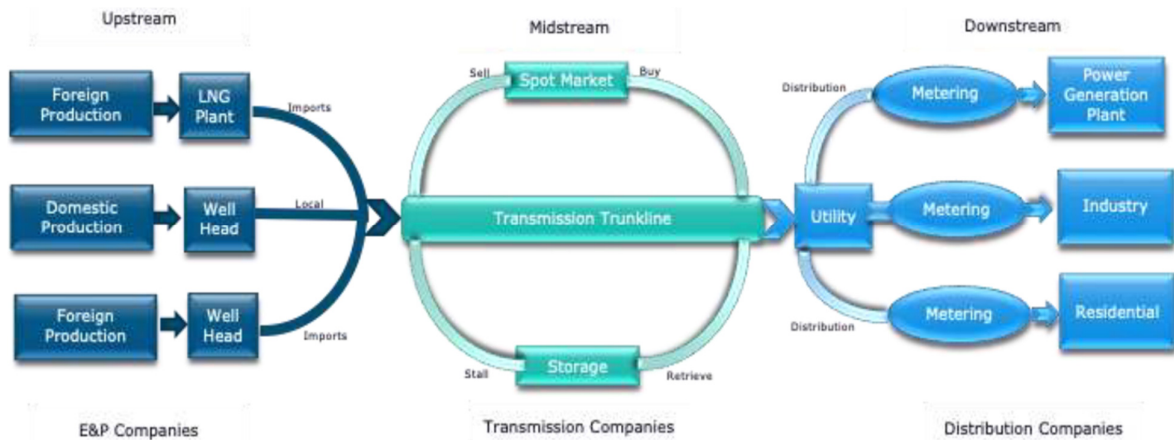 Upstream
Midstream
Downstream
Foreign
Production
LNG
Plant
Imports
Domestic
Production
Well
Head
Local
Foreign
Production
Well
Head
Imports
Sell
Spot Market
Buy
Transmission Trunkline
Stall
Storage
Retrieve
Utility
Distribution
Metering
Power
Generation
Plant
Metering
Industry
Distribution
Metering
Residential
E&P Companies
Transmission Companies
Distribution Companies